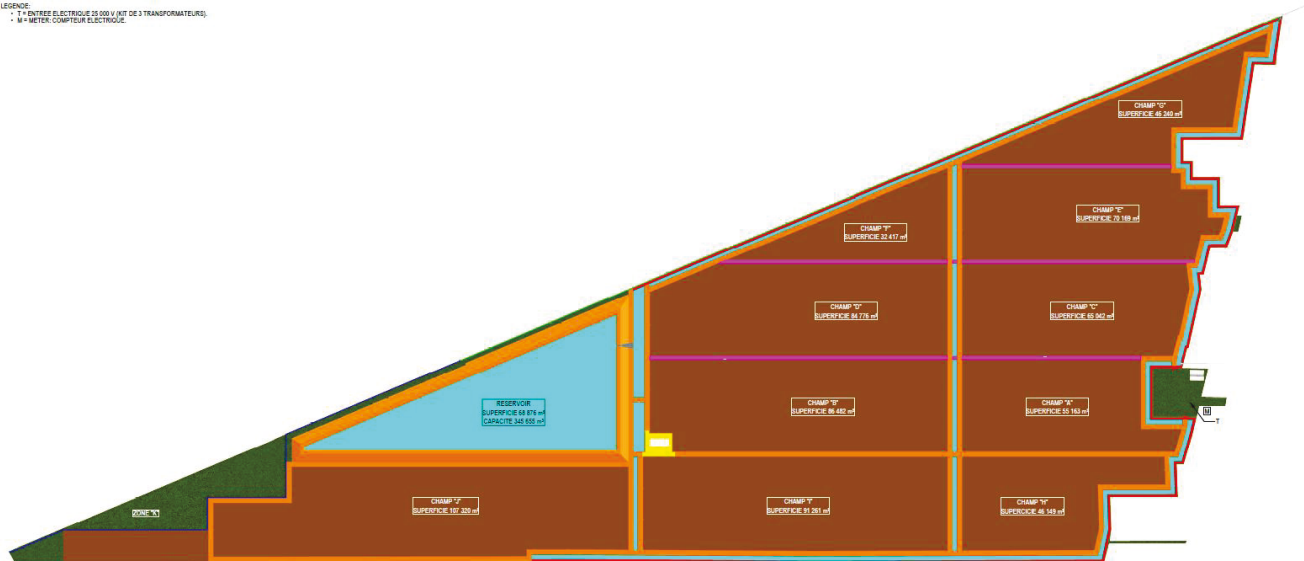 LEGENDE:
• T = ENTREE ELECTRIQUE 25 000 V (KIT DE 3 TRANSFORMATEURS).
• M = METER: COMPTEUR ELECTRIQUE.
CHAMP "G"
SUPERFICIE 46 240 m²
CHAMP "E"
SUPERFICIE 70 169 m²
CHAMP "F"
SUPERFICIE 32 417 m²
CHAMP "D"
SUPERFICIE 84 776 m²
CHAMP "C"
SUPERFICIE 65 042 m²
RESERVOIR
SUPERFICIE 68 876 m²
CAPACITE 345 650 m³
CHAMP "B"
SUPERFICIE 86 482 m²
CHAMP "A"
SUPERFICIE 55 163 m²
M
T
CHAMP "J"
SUPERFICIE 107 320 m²
CHAMP "I"
SUPERFICIE 91 261 m²
CHAMP "H"
SUPERCICIE 46 149 m²
ZONE "K"